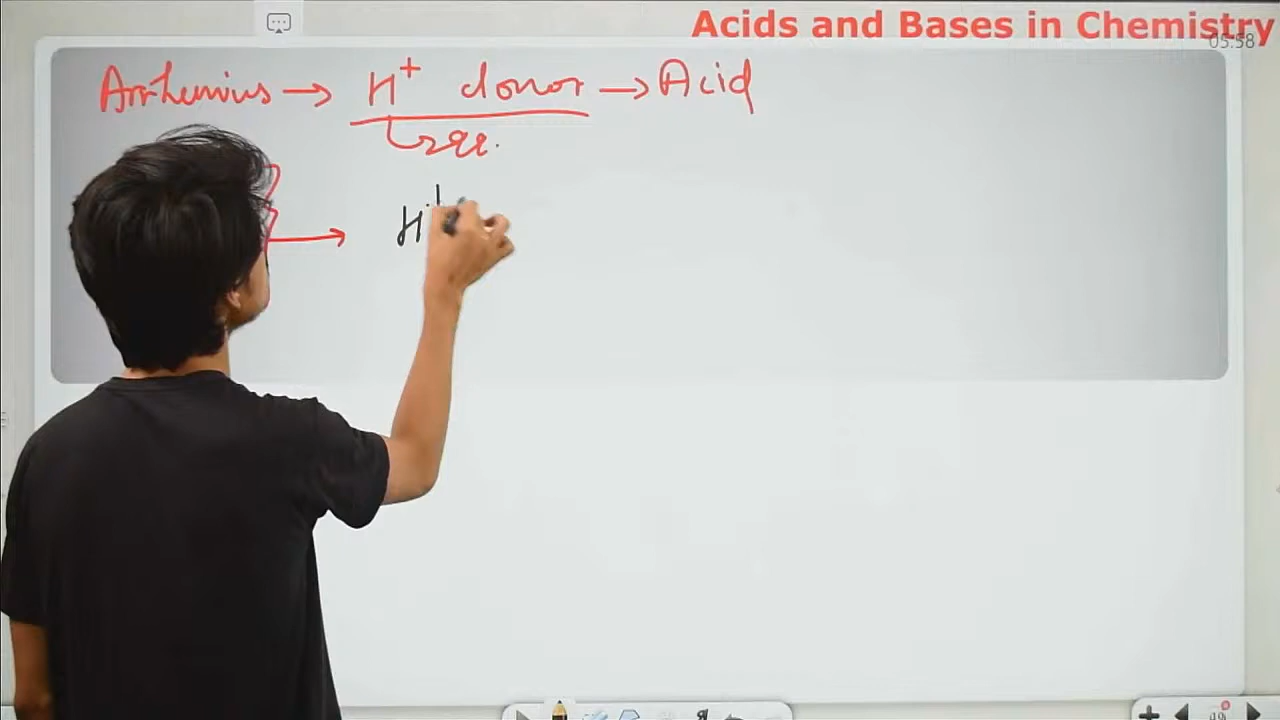 Acids and Bases in Chemistry
05:58
Arrhenius → H⁺ donor → Acid
H⁺